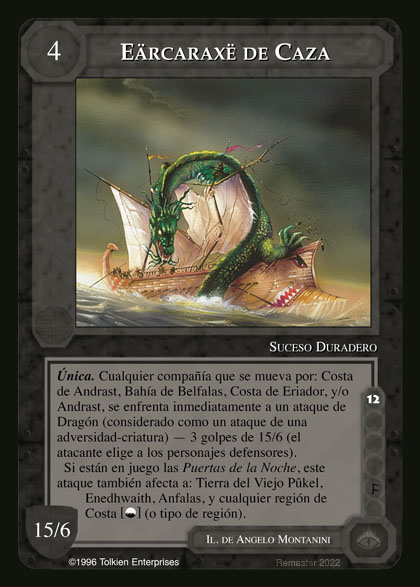 4
EÄRCARAXË DE CAZA
SUCESO DURADERO
Única. Cualquier compañía que se mueva por: Costa
de Andrast, Bahía de Belfalas, Costa de Eriador, y/o
Andrast, se enfrenta inmediatamente a un ataque de
Dragón (considerado como un ataque de una
adversidad-criatura) — 3 golpes de 15/6 (el
atacante elige a los personajes defensores).
Si están en juego las Puertas de la Noche, este
ataque también afecta a: Tierra del Viejo Pûkel,
Enedhwaith, Anfalas, y cualquier región de
Costa [ ] (o tipo de región).
12
F
15/6
IL. DE ANGELO MONTANINI
©1996 Tolkien Enterprises
Remaster 2022